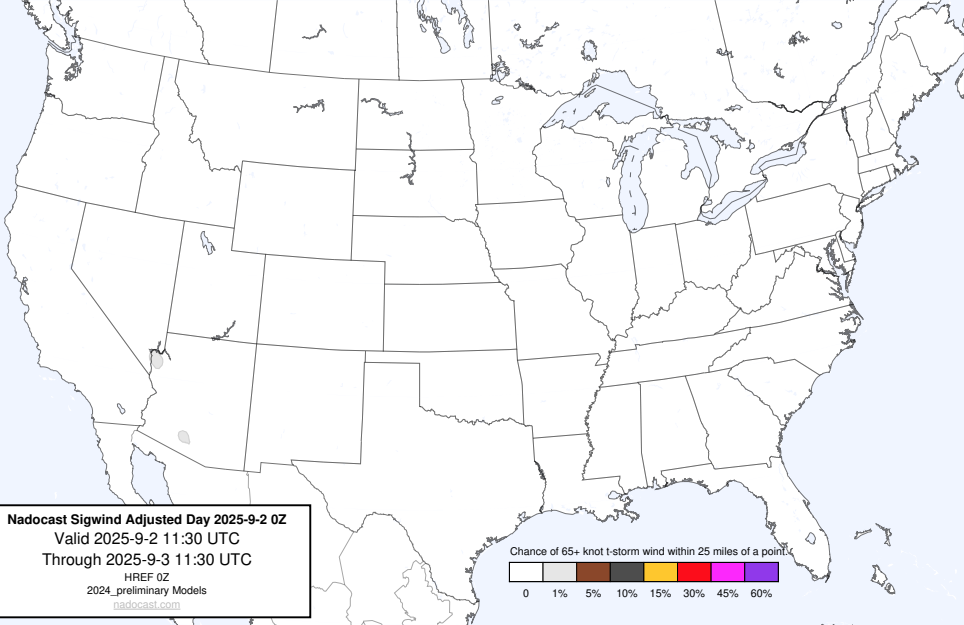 Nadocast Sigwind Adjusted Day 2025-9-2 0Z
Valid 2025-9-2 11:30 UTC
Through 2025-9-3 11:30 UTC
HREF 0Z
2024_preliminary Models
nadocast.com
Chance of 65+ knot t-storm wind within 25 miles of a point.
0 1% 5% 10% 15% 30% 45% 60%